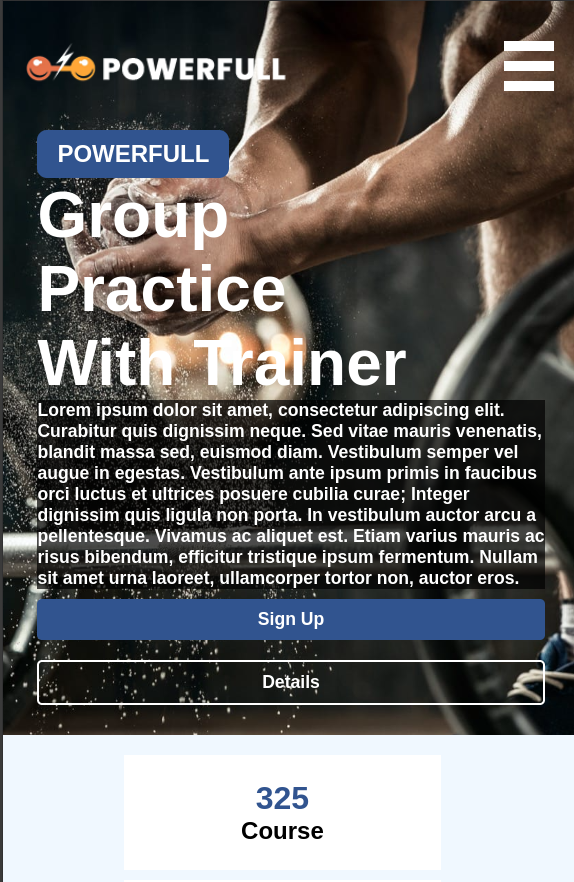 POWERFULL
POWERFULL
Group
Practice
With Trainer
Lorem ipsum dolor sit amet, consectetur adipiscing elit.
Curabitur quis dignissim neque. Sed vitae mauris venenatis,
blandit massa sed, euismod diam. Vestibulum semper vel
augue in egestas. Vestibulum ante ipsum primis in faucibus
orci luctus et ultrices posuere cubilia curae; Integer
dignissim quis ligula non porta. In vestibulum auctor arcu a
pellentesque. Vivamus ac aliquet est. Etiam varius mauris ac
risus bibendum, efficitur tristique ipsum fermentum. Nullam
sit amet urna laoreet, ullamcorper tortor non, auctor eros.
Sign Up
Details
325
Course